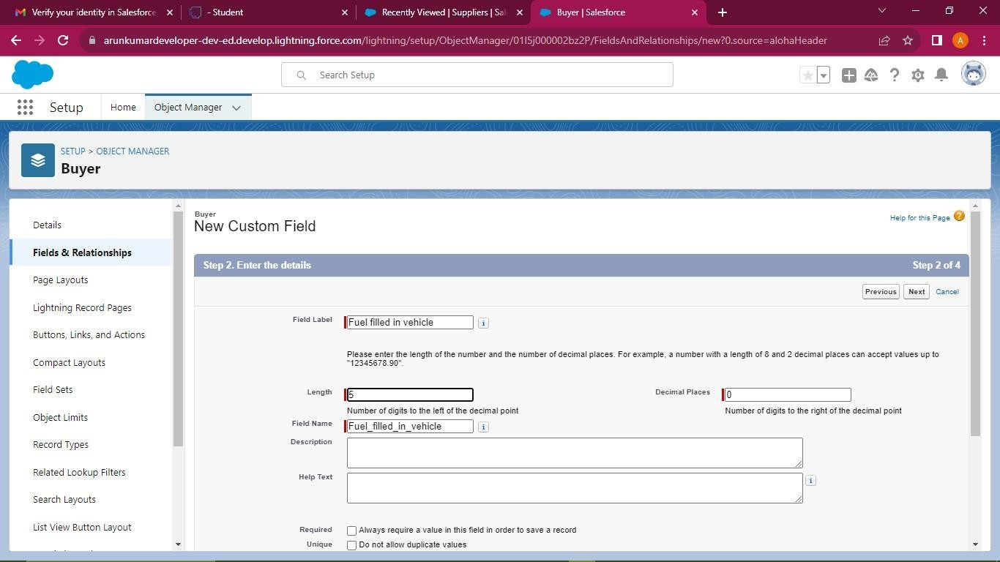 Verify your identity in Salesforce
- Student
Recently Viewed | Suppliers | Sal
Buyer | Salesforce
arunkumardeveloper-dev-ed.develop.lightning.force.com/lightning/setup/ObjectManager/01I5j000002bz2P/FieldsAndRelationships/new?0.source=alohaHeader
A
Search Setup
Setup
Home
Object Manager
SETUP > OBJECT MANAGER
Buyer
Details
Fields & Relationships
Page Layouts
Lightning Record Pages
Buttons, Links, and Actions
Compact Layouts
Field Sets
Object Limits
Record Types
Related Lookup Filters
Search Layouts
List View Button Layout
Buyer
New Custom Field
Help for this Page
Step 2. Enter the details
Step 2 of 4
Previous
Next
Cancel
Field Label
Fuel filled in vehicle
Please enter the length of the number and the number of decimal places. For example, a number with a length of 8 and 2 decimal places can accept values up to
"12345678.90".
Length
5
Decimal Places
0
Number of digits to the left of the decimal point
Number of digits to the right of the decimal point
Field Name
Fuel_filled_in_vehicle
Description
Help Text
Required
Always require a value in this field in order to save a record
Unique
Do not allow duplicate values